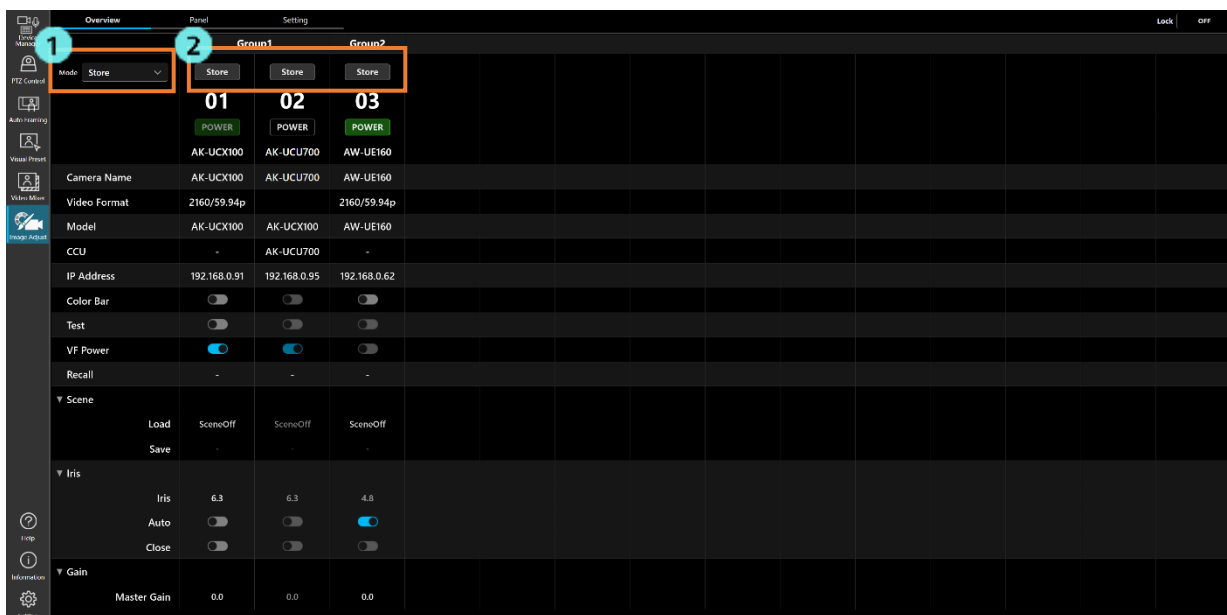 Overview Panel Setting Lock OFF
Device
Manager
1 2 Group1 Group2
Mode Store Store Store Store
PTZ Control
01 02 03
Auto Framing
POWER POWER POWER
Visual Preset
AK-UCX100 AK-UCU700 AW-UE160
Camera Name AK-UCX100 AK-UCU700 AW-UE160
Video Mixer
Video Format 2160/59.94p 2160/59.94p
Image Adjust
Model AK-UCX100 AK-UCX100 AW-UE160
CCU - AK-UCU700 -
IP Address 192.168.0.91 192.168.0.95 192.168.0.62
Color Bar
Test
VF Power
Recall - - -
▼ Scene
Load SceneOff SceneOff SceneOff
Save - - -
▼ Iris
Iris 6.3 6.3 4.8
Auto
Help
Close
Information
▼ Gain
Master Gain 0.0 0.0 0.0